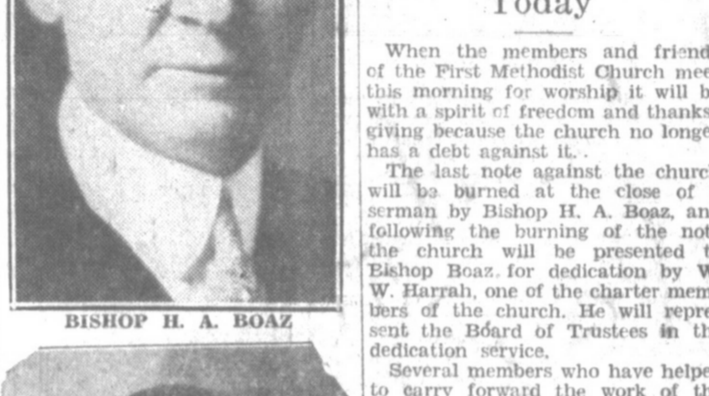 BISHOP H. A. BOAZ
Today
When the members and friend
of the First Methodist Church mee
this morning for worship it will b
with a spirit of freedom and thanks
giving because the church no longe
has a debt against it. .
The last note against the churc
will be burned at the close of
serman by Bishop H. A. Boaz, an
following the burning of the not
the church will be presented t
Bishop Boaz. for dedication by W
W. Harrah, one of the charter mem
bers of the church. He will repre
sent the Board of Trustees in th
dedication service.
Several members who have helpe
to carry forward the work of th